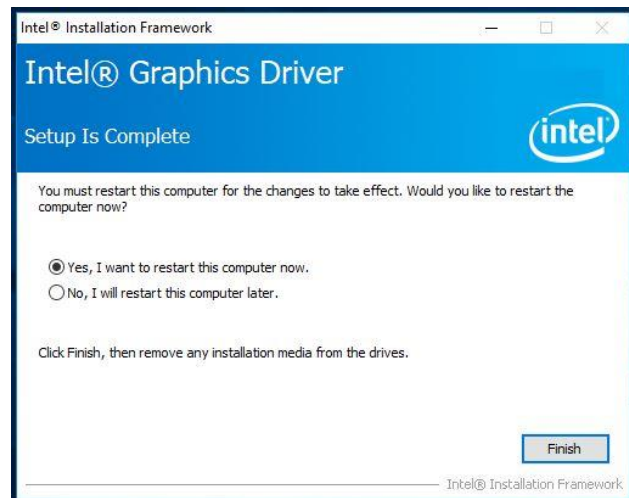 Intel® Installation Framework
Intel® Graphics Driver
Setup Is Complete
intel
You must restart this computer for the changes to take effect. Would you like to restart the
computer now?
Yes, I want to restart this computer now.
No, I will restart this computer later.
Click Finish, then remove any installation media from the drives.
Finish
Intel® Installation Framework